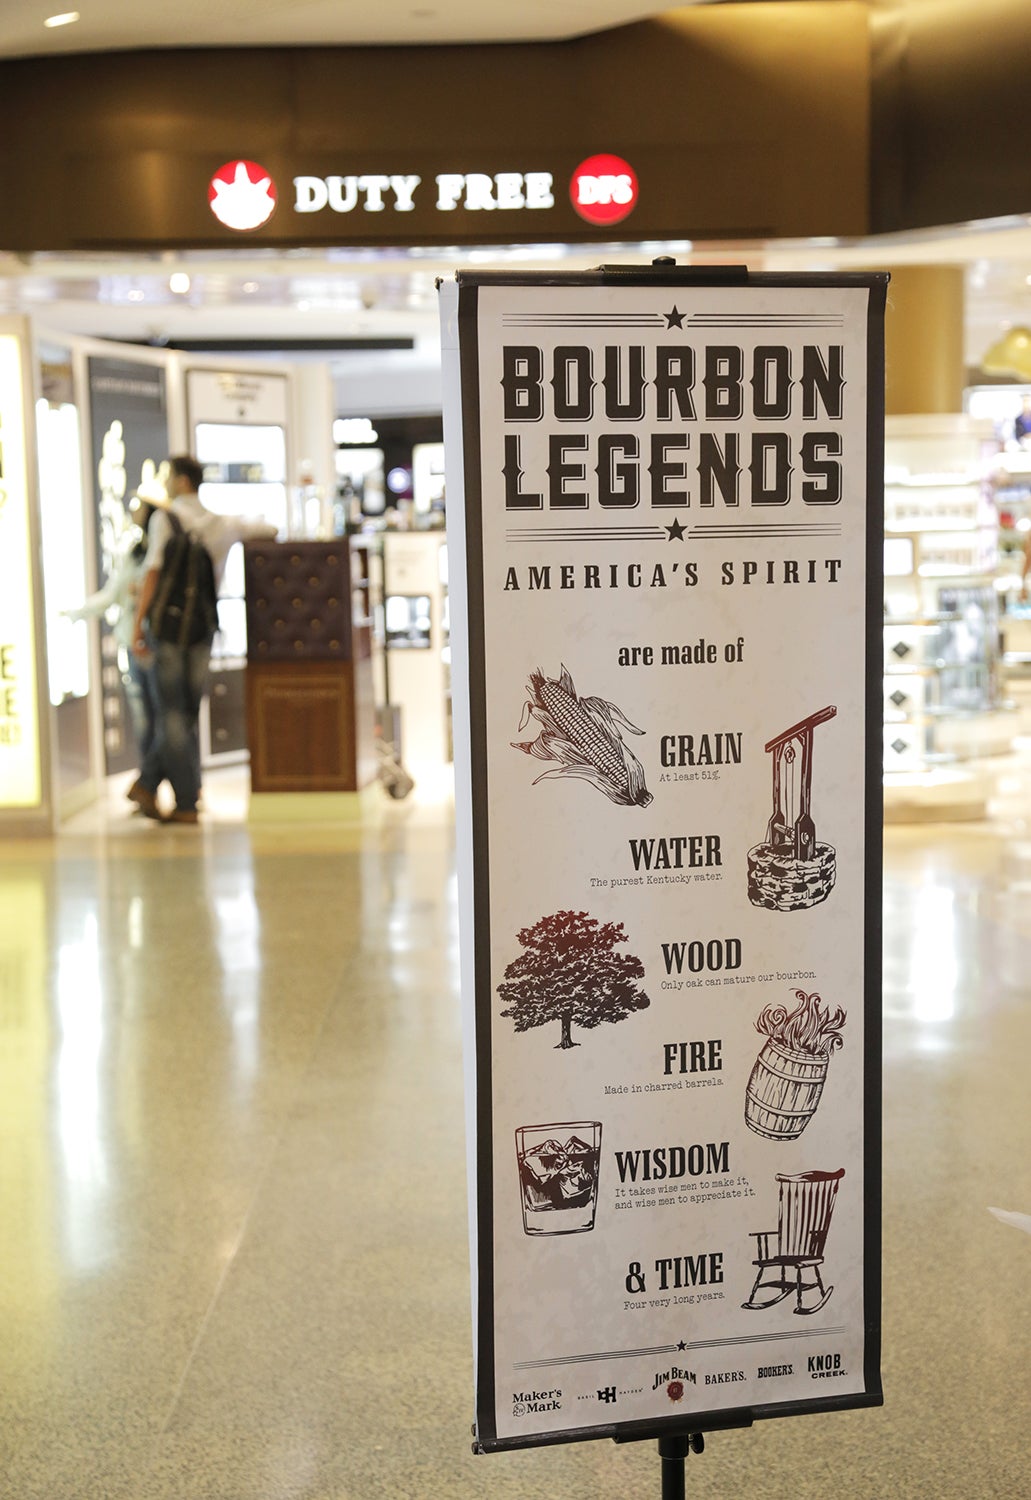 DUTY FREE DFS
BOURBON
LEGENDS
AMERICA'S SPIRIT
are made of
GRAIN
At least 51g.
WATER
The purest Kentucky water.
WOOD
Only oak can mature our bourbon.
FIRE
Made in charred barrels.
WISDOM
It takes wise men to make it,
and wise men to appreciate it.
& TIME
Four very long years.
Maker's
Mark
BASIL HAYDEN'S
JIM BEAM
BAKER'S.
BOOKER'S.
KNOB
CREEK.